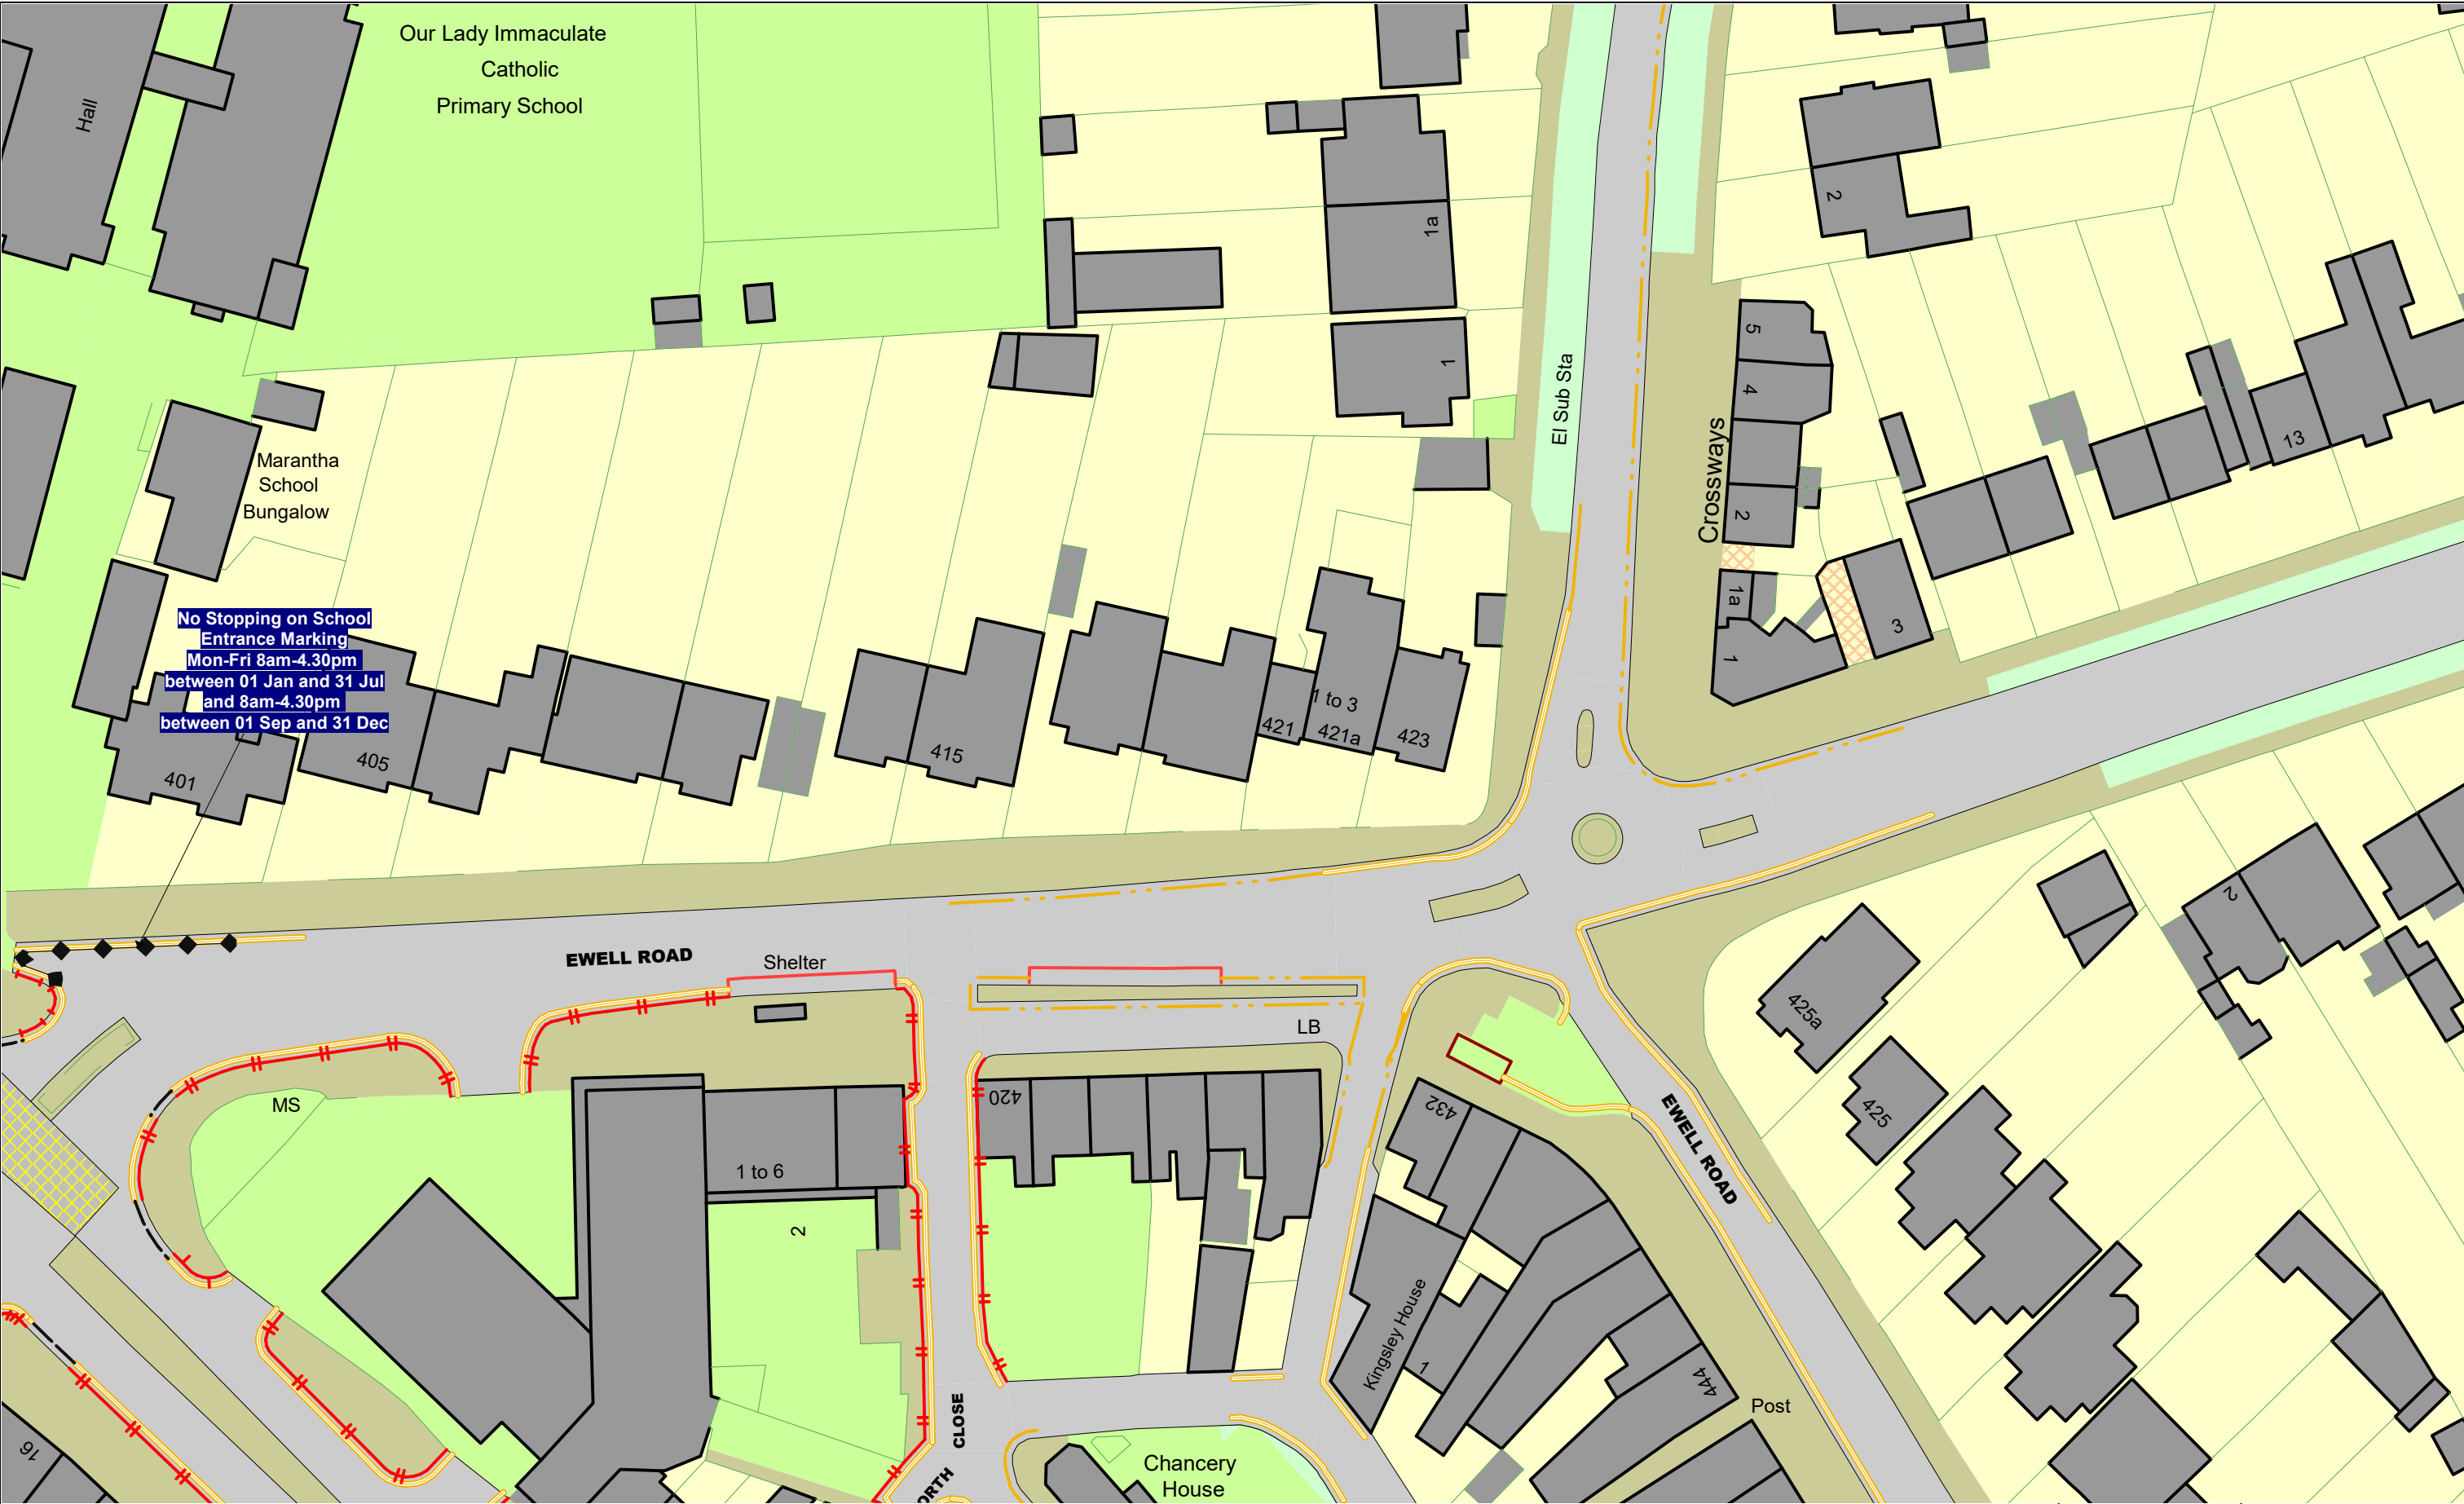 Our Lady Immaculate
Catholic
Primary School
Hall
2
1a
1
5
4
El Sub Sta
Crossways
2
13
Marantha
School
Bungalow
1a
3
1
No Stopping on School
Entrance Marking
Mon-Fri 8am-4.30pm
between 01 Jan and 31 Jul
and 8am-4.30pm
between 01 Sep and 31 Dec
401
405
415
421
1 to 3
421a
423
2
EWELL ROAD
Shelter
LB
425a
425
MS
420
432
EWELL ROAD
1 to 6
2
Kingsley House
1
444
Post
CLOSE
ORTH
Chancery
House
16